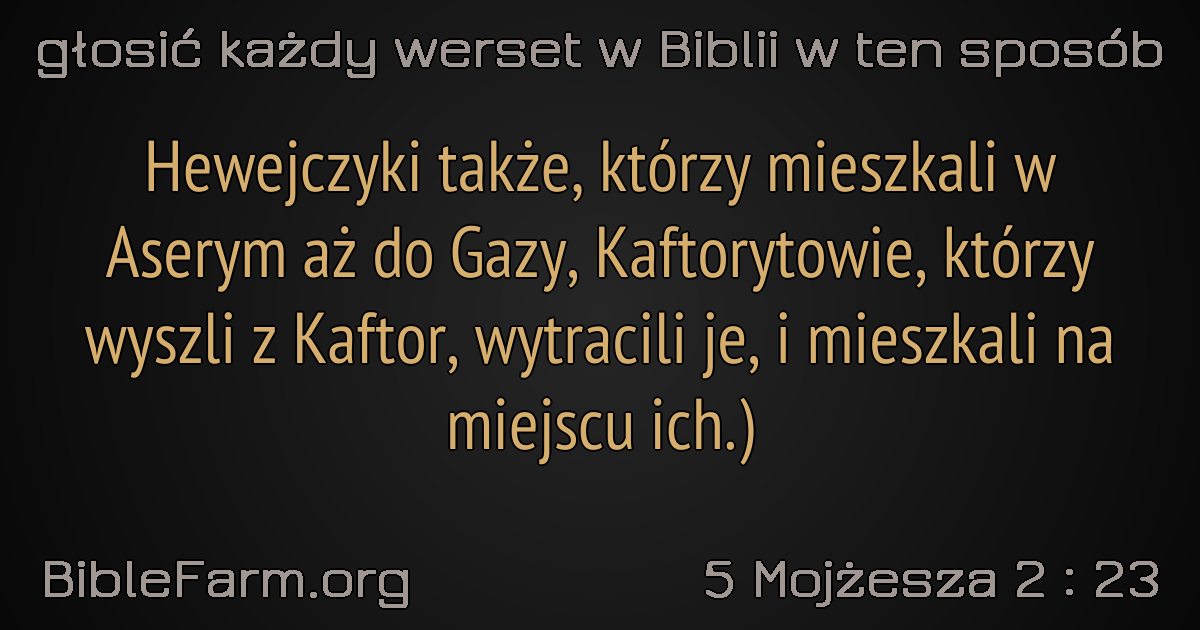 głosić każdy werset w Biblii w ten sposób
Hewejczyki także, którzy mieszkali w
Aserym aż do Gazy, Kaftorytowie, którzy
wyszli z Kaftor, wytracili je, i mieszkali na
miejscu ich.)
BibleFarm.org
5 Mojżesza 2 : 23